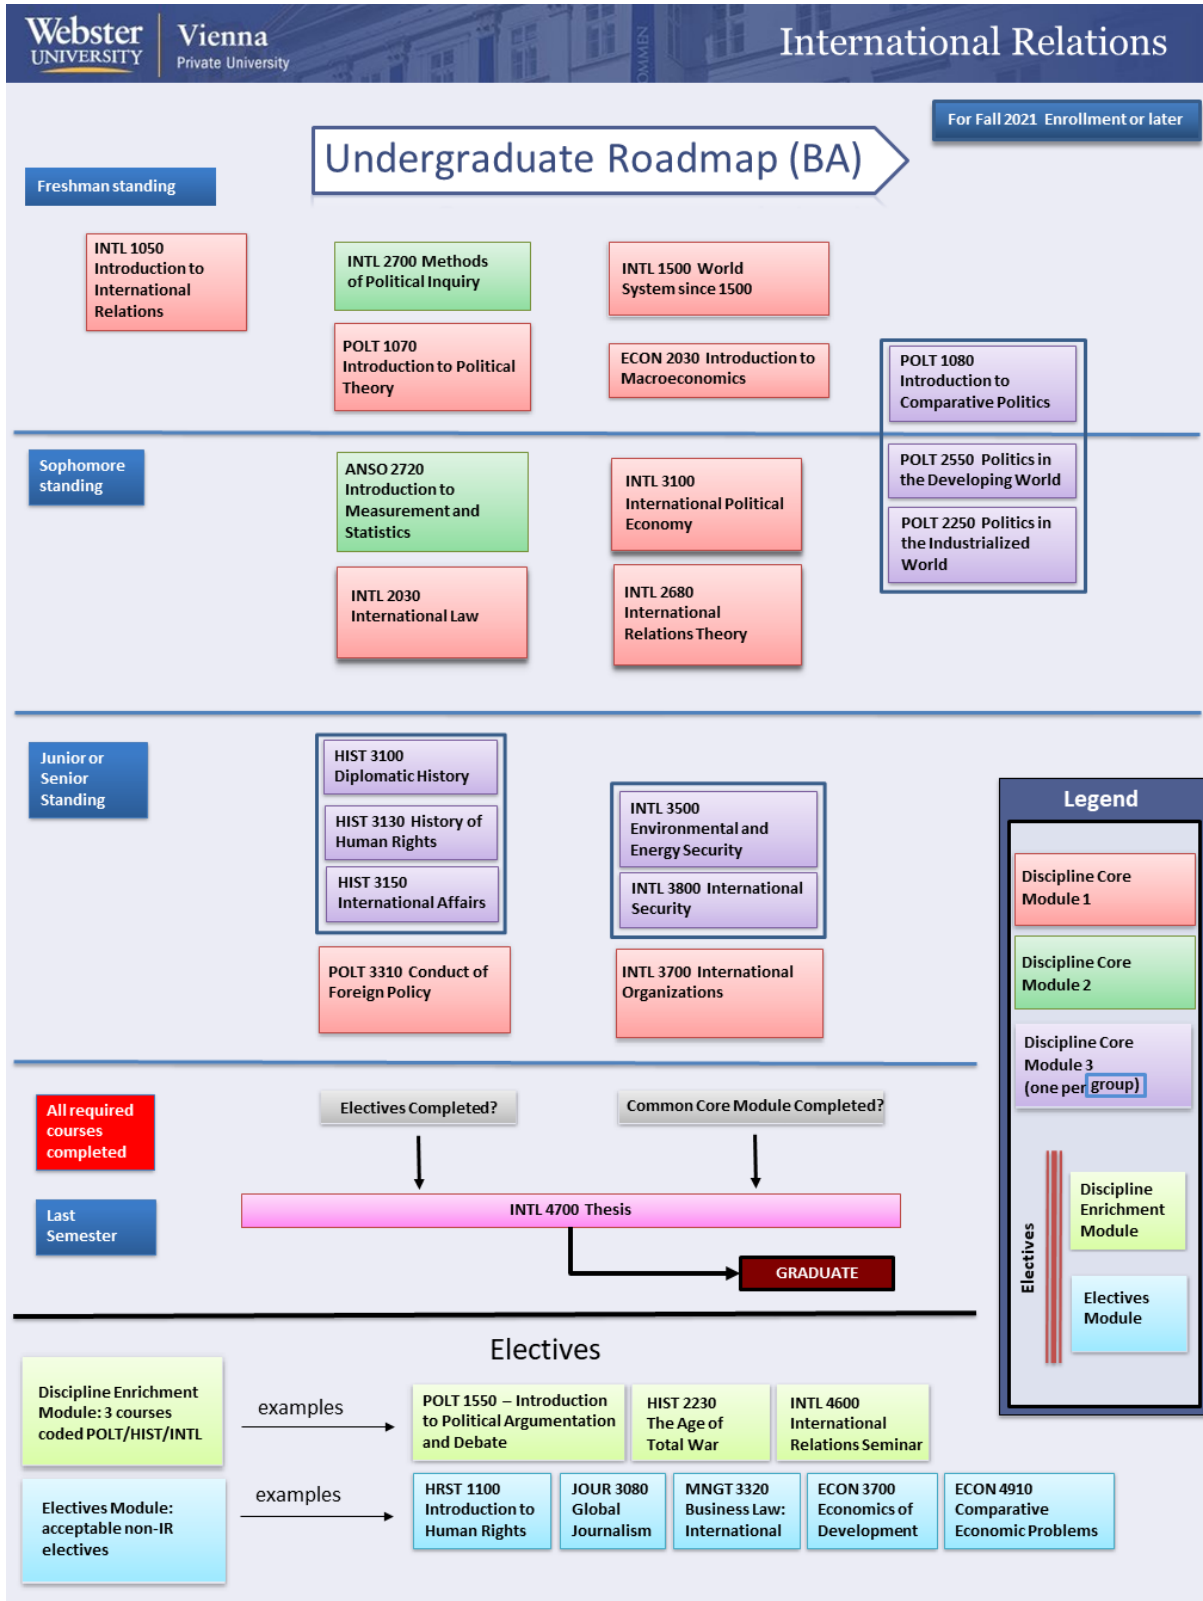 Webster
UNIVERSITY
Vienna
Private University
COMMEN
International Relations
For Fall 2021 Enrollment or later
Undergraduate Roadmap (BA)
Freshman standing
INTL 1050
Introduction to
International
Relations
INTL 2700 Methods
of Political Inquiry
INTL 1500 World
System since 1500
POLT 1070
Introduction to Political
Theory
ECON 2030 Introduction to
Macroeconomics
POLT 1080
Introduction to
Comparative Politics
Sophomore
standing
ANSO 2720
Introduction to
Measurement and
Statistics
INTL 3100
International Political
Economy
POLT 2550 Politics in
the Developing World
POLT 2250 Politics in
the Industrialized
World
INTL 2030
International Law
INTL 2680
International
Relations Theory
Junior or
Senior
Standing
HIST 3100
Diplomatic History
HIST 3130 History of
Human Rights
HIST 3150
International Affairs
INTL 3500
Environmental and
Energy Security
INTL 3800 International
Security
POLT 3310 Conduct of
Foreign Policy
INTL 3700 International
Organizations
Legend
Discipline Core
Module 1
Discipline Core
Module 2
Discipline Core
Module 3
(one per group)
Electives
Discipline
Enrichment
Module
Electives
Module
All required
courses
completed
Electives Completed?
Common Core Module Completed?
Last
Semester
INTL 4700 Thesis
GRADUATE
Electives
Discipline Enrichment
Module: 3 courses
coded POLT/HIST/INTL
examples
POLT 1550 – Introduction
to Political Argumentation
and Debate
HIST 2230
The Age of
Total War
INTL 4600
International
Relations Seminar
Electives Module:
acceptable non-IR
electives
examples
HRST 1100
Introduction to
Human Rights
JOUR 3080
Global
Journalism
MNGT 3320
Business Law:
International
ECON 3700
Economics of
Development
ECON 4910
Comparative
Economic Problems